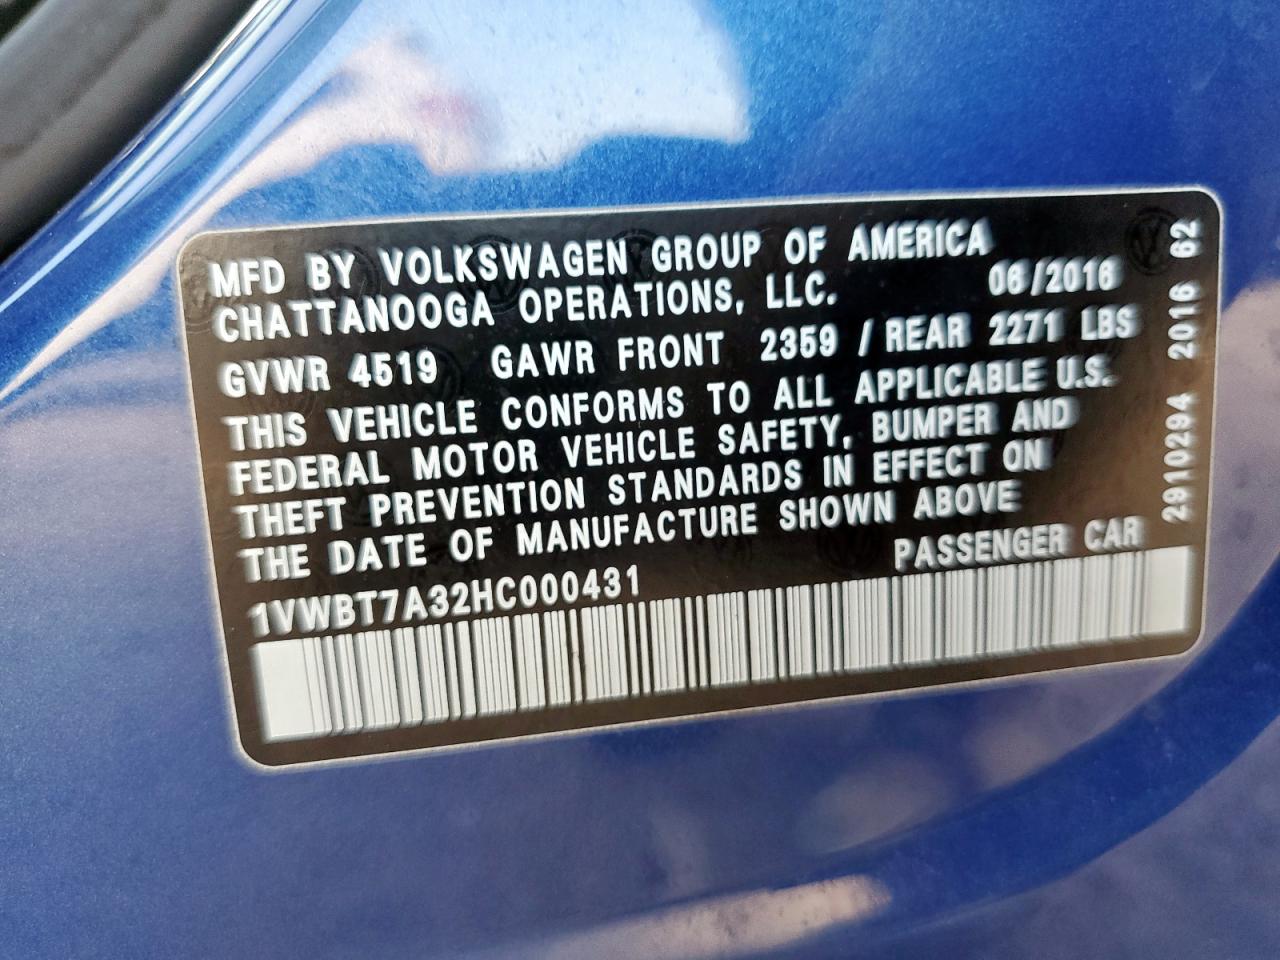 MFD BY VOLKSWAGEN GROUP OF AMERICA
CHATTANOOGA OPERATIONS, LLC. 06/2016
GVWR 4519 GAWR FRONT 2359 / REAR 2271 LBS
THIS VEHICLE CONFORMS TO ALL APPLICABLE U.S.
FEDERAL MOTOR VEHICLE SAFETY, BUMPER AND
THEFT PREVENTION STANDARDS IN EFFECT ON
THE DATE OF MANUFACTURE SHOWN ABOVE
1VWBT7A32HC000431 PASSENGER CAR
2910294 2016 62